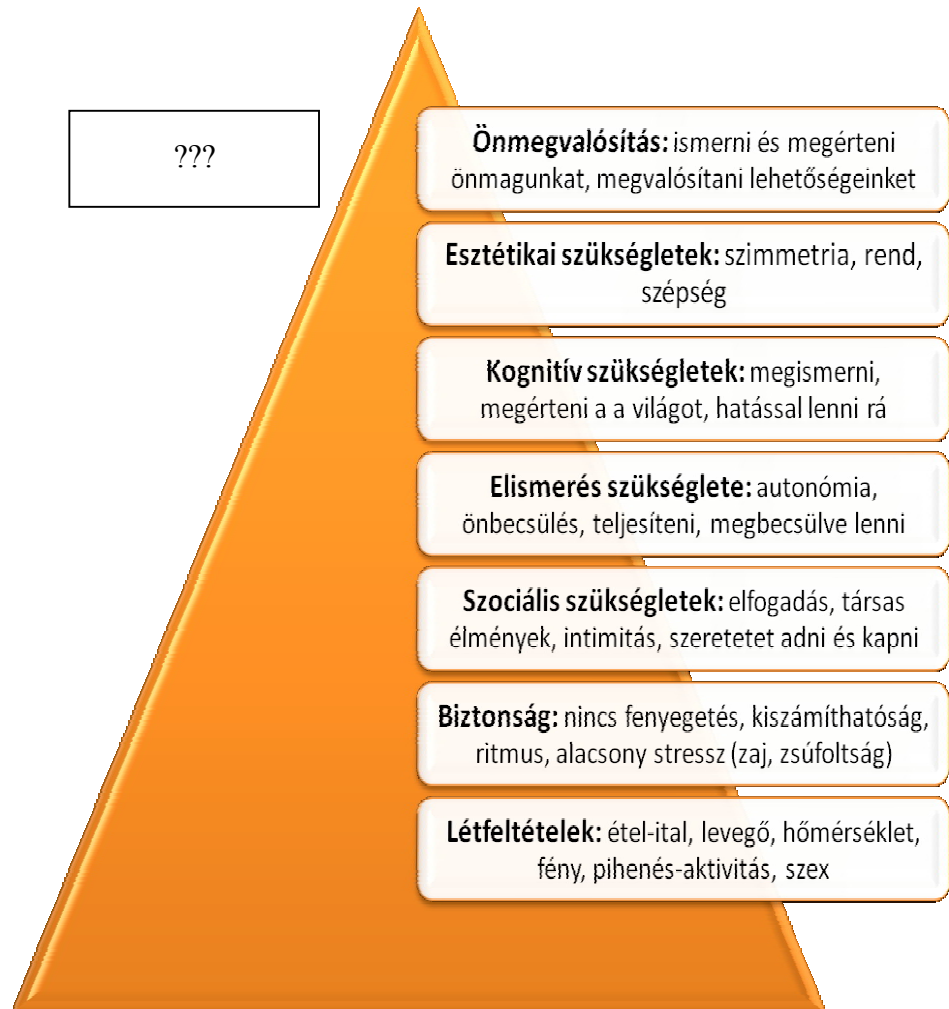 ???
Önmegvalósítás: ismerni és megérteni
önmagunkat, megvalósítani lehetőségeinket
Esztétikai szükségletek: szimmetria, rend,
szépség
Kognitív szükségletek: megismerni,
megérteni a a világot, hatással lenni rá
Elismerés szükséglete: autonómia,
önbecsülés, teljesíteni, megbecsülve lenni
Szociális szükségletek: elfogadás, társas
élmények, intimitás, szeretetet adni és kapni
Biztonság: nincs fenyegetés, kiszámíthatóság,
ritmus, alacsony stressz (zaj, zsúfoltság)
Létfeltételek: étel-ital, levegő, hőmérséklet,
fény, pihenés-aktivitás, szex